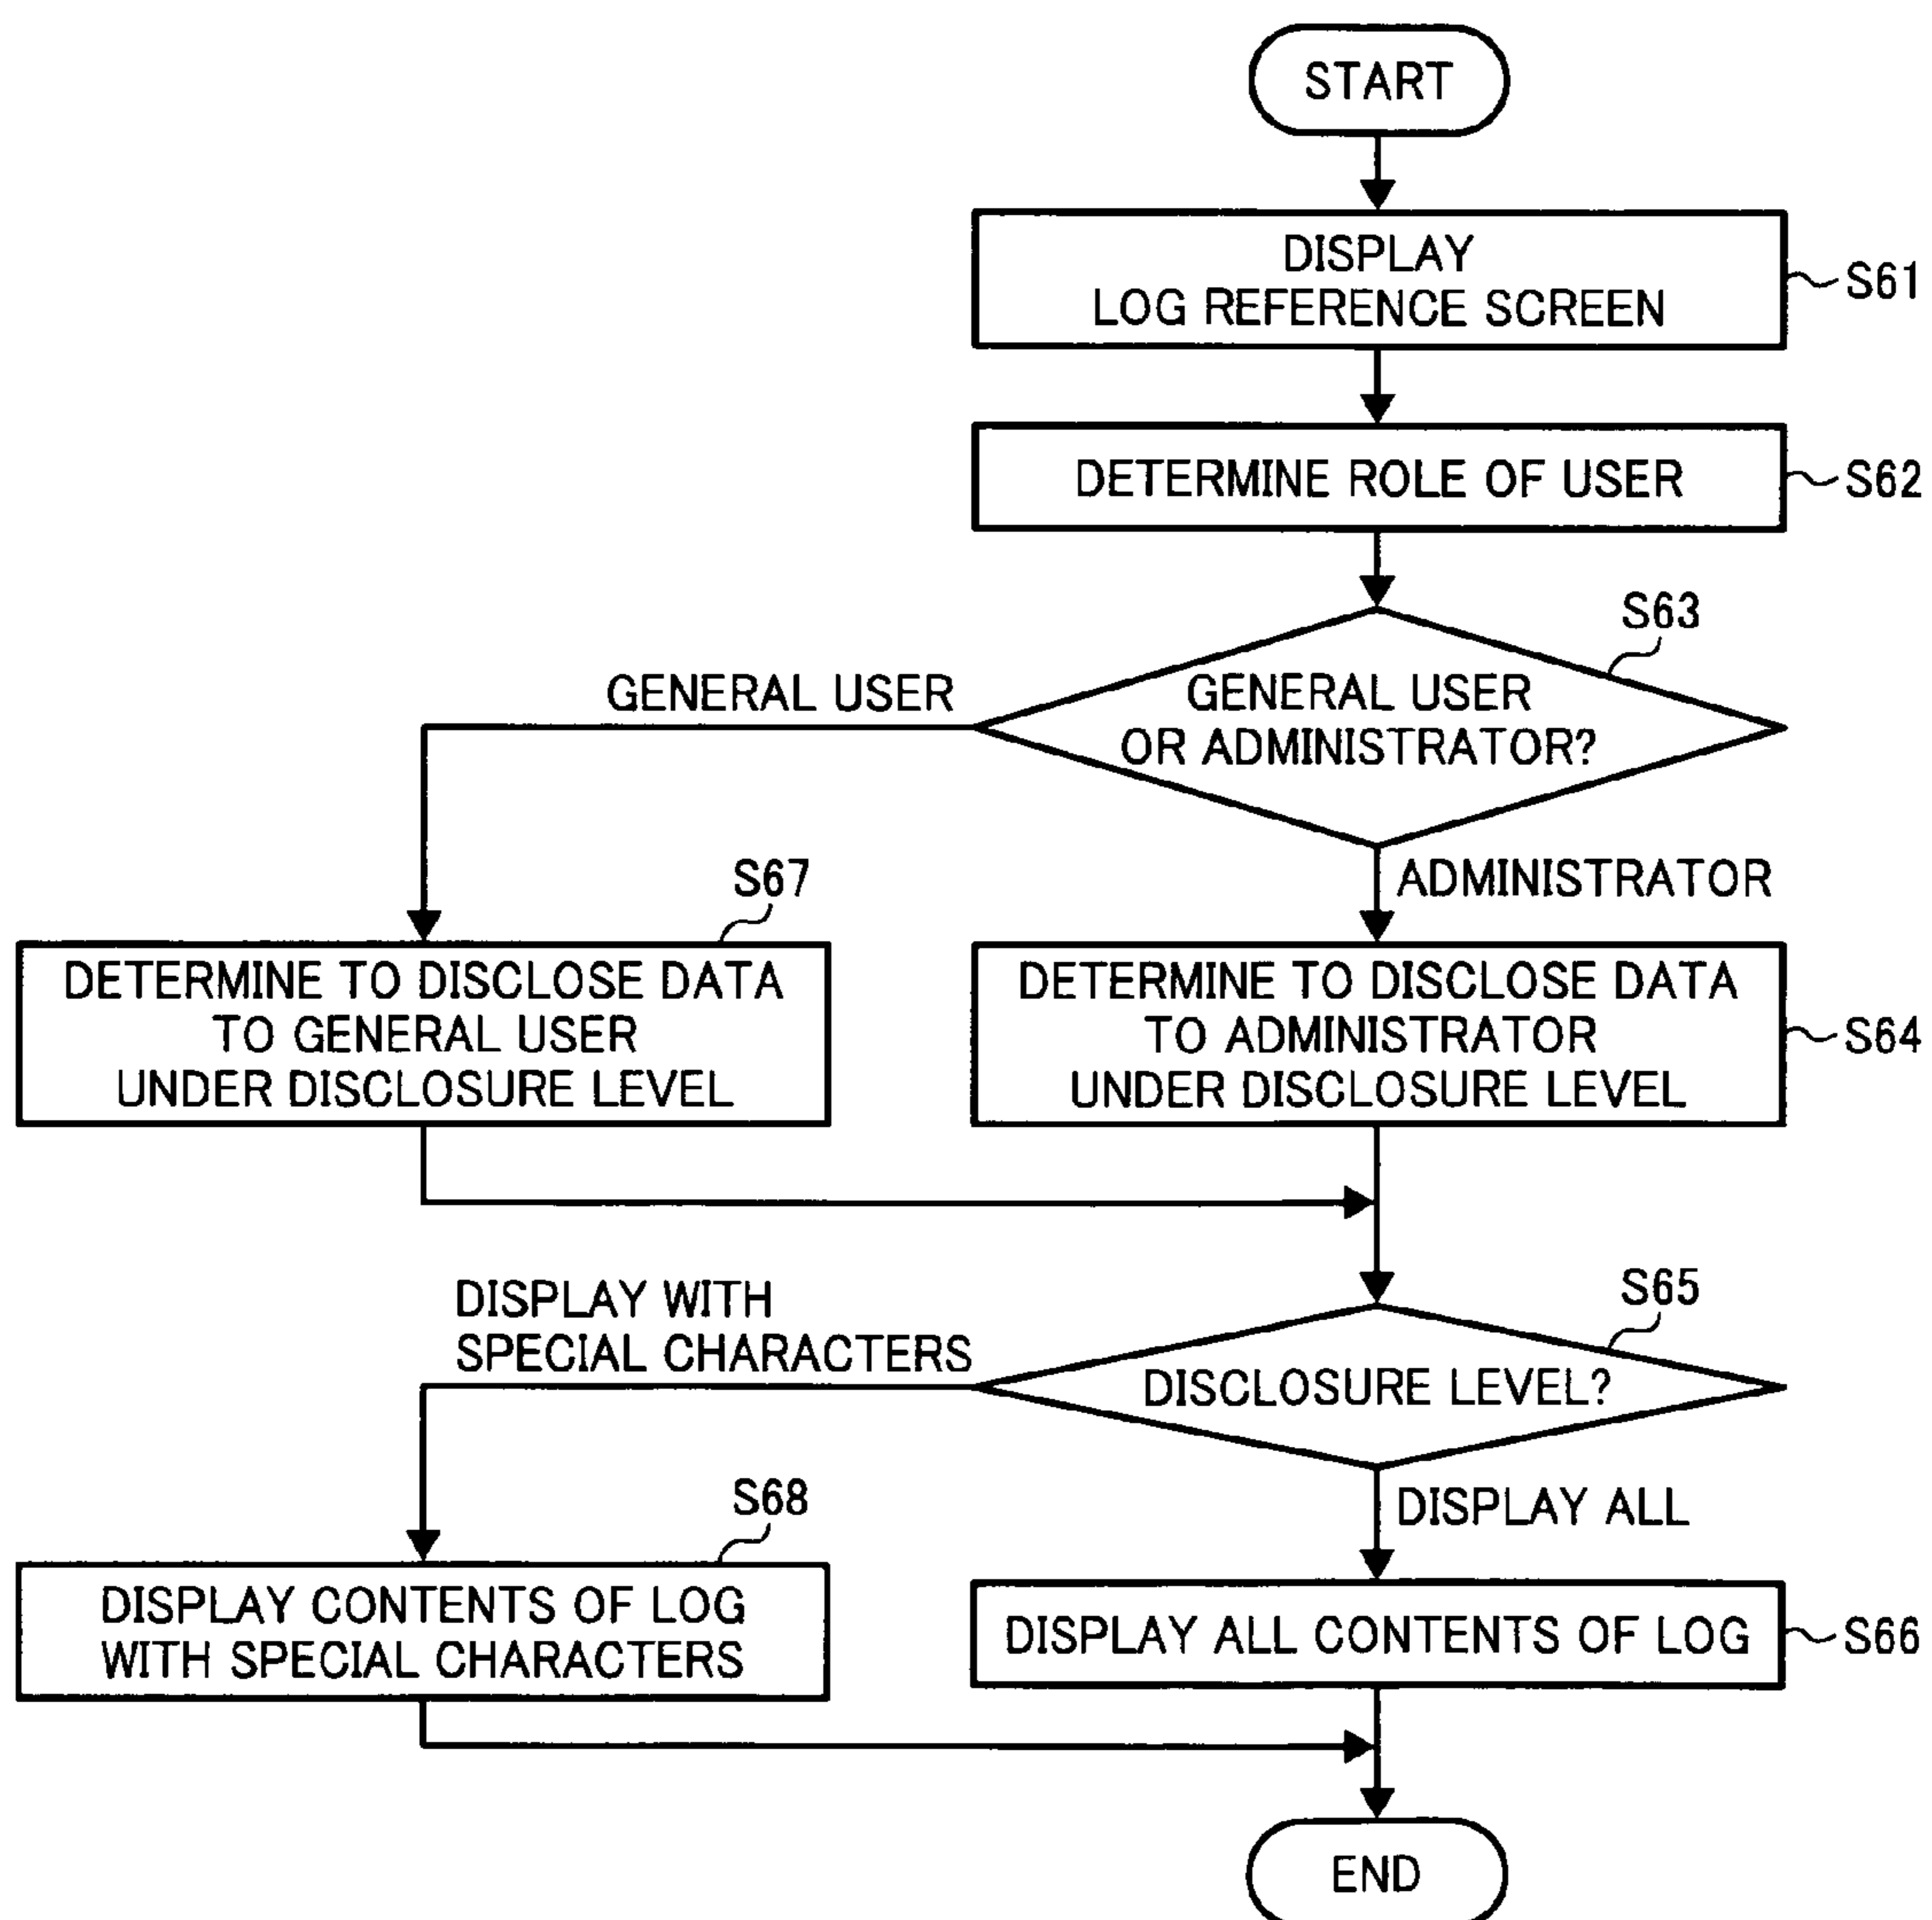 START
DISPLAY
LOG REFERENCE SCREEN
S61
DETERMINE ROLE OF USER
S62
S63
GENERAL USER
OR ADMINISTRATOR?
GENERAL USER
ADMINISTRATOR
S67
DETERMINE TO DISCLOSE DATA
TO GENERAL USER
UNDER DISCLOSURE LEVEL
DETERMINE TO DISCLOSE DATA
TO ADMINISTRATOR
UNDER DISCLOSURE LEVEL
S64
S65
DISCLOSURE LEVEL?
DISPLAY WITH
SPECIAL CHARACTERS
DISPLAY ALL
S68
DISPLAY CONTENTS OF LOG
WITH SPECIAL CHARACTERS
DISPLAY ALL CONTENTS OF LOG
S66
END